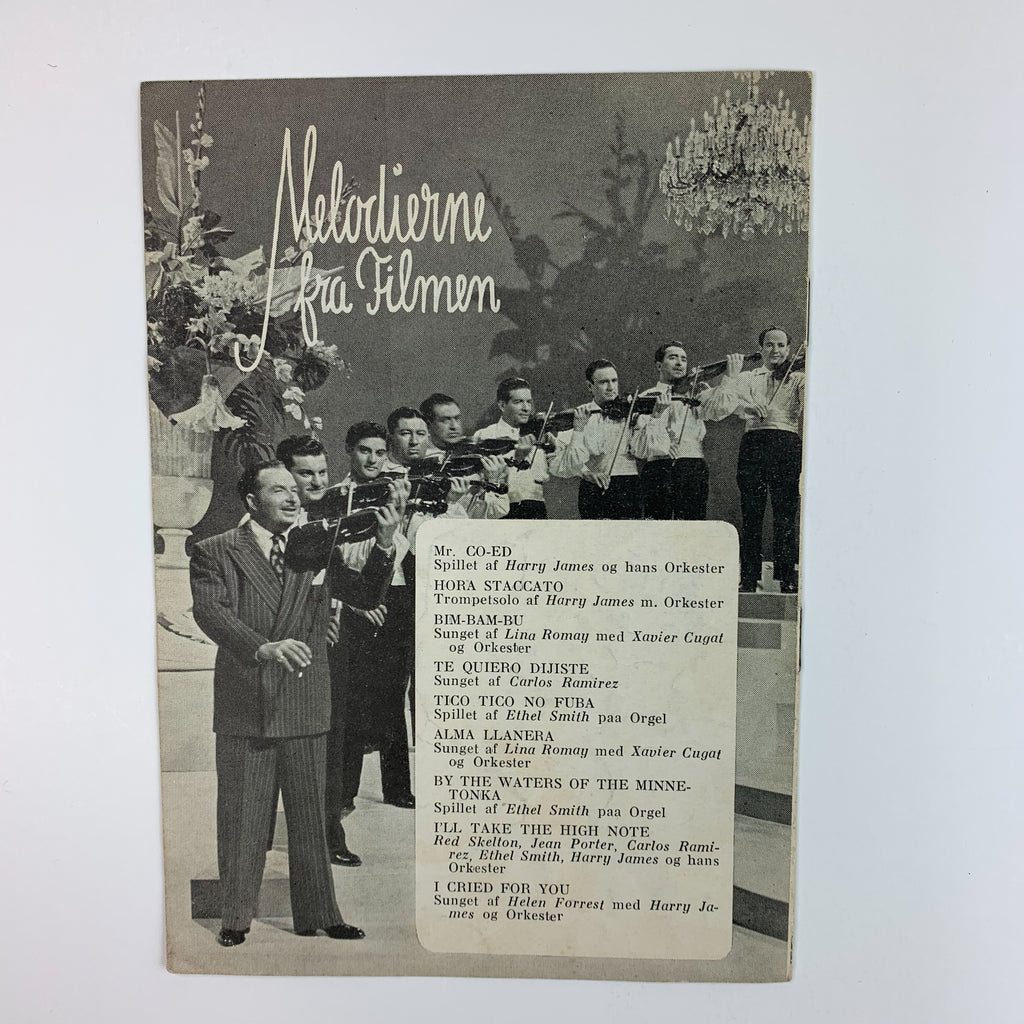 Melodierne
fra Filmen
Mr. CO-ED
Spillet af Harry James og hans Orkester
HORA STACCATO
Trompetsolo af Harry James m. Orkester
BIM-BAM-BU
Sunget af Lina Romay med Xavier Cugat
og Orkester
TE QUIERO DIJISTE
Sunget af Carlos Ramirez
TICO TICO NO FUBA
Spillet af Ethel Smith paa Orgel
ALMA LLANERA
Sunget af Lina Romay med Xavier Cugat
og Orkester
BY THE WATERS OF THE MINNE-
TONKA
Spillet af Ethel Smith paa Orgel
I'LL TAKE THE HIGH NOTE
Red Skelton, Jean Porter, Carlos Rami-
rez, Ethel Smith, Harry James og hans
Orkester
I CRIED FOR YOU
Sunget af Helen Forrest med Harry Ja-
mes og Orkester